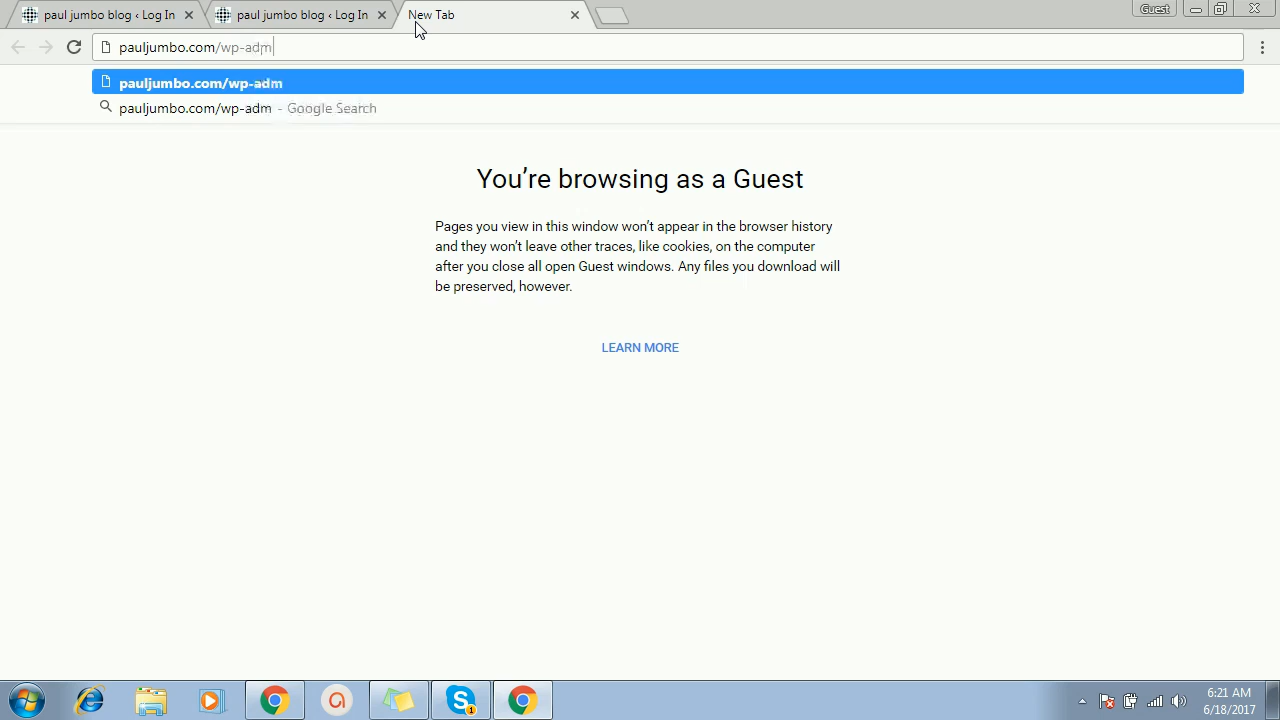 paul jumbo blog ‹ Log In
paul jumbo blog ‹ Log In
New Tab
Guest
pauljumbo.com/wp-adm
pauljumbo.com/wp-adm
pauljumbo.com/wp-adm - Google Search
You’re browsing as a Guest
Pages you view in this window won’t appear in the browser history
and they won’t leave other traces, like cookies, on the computer
after you close all open Guest windows. Any files you download will
be preserved, however.
LEARN MORE
1
6:21 AM
6/18/2017